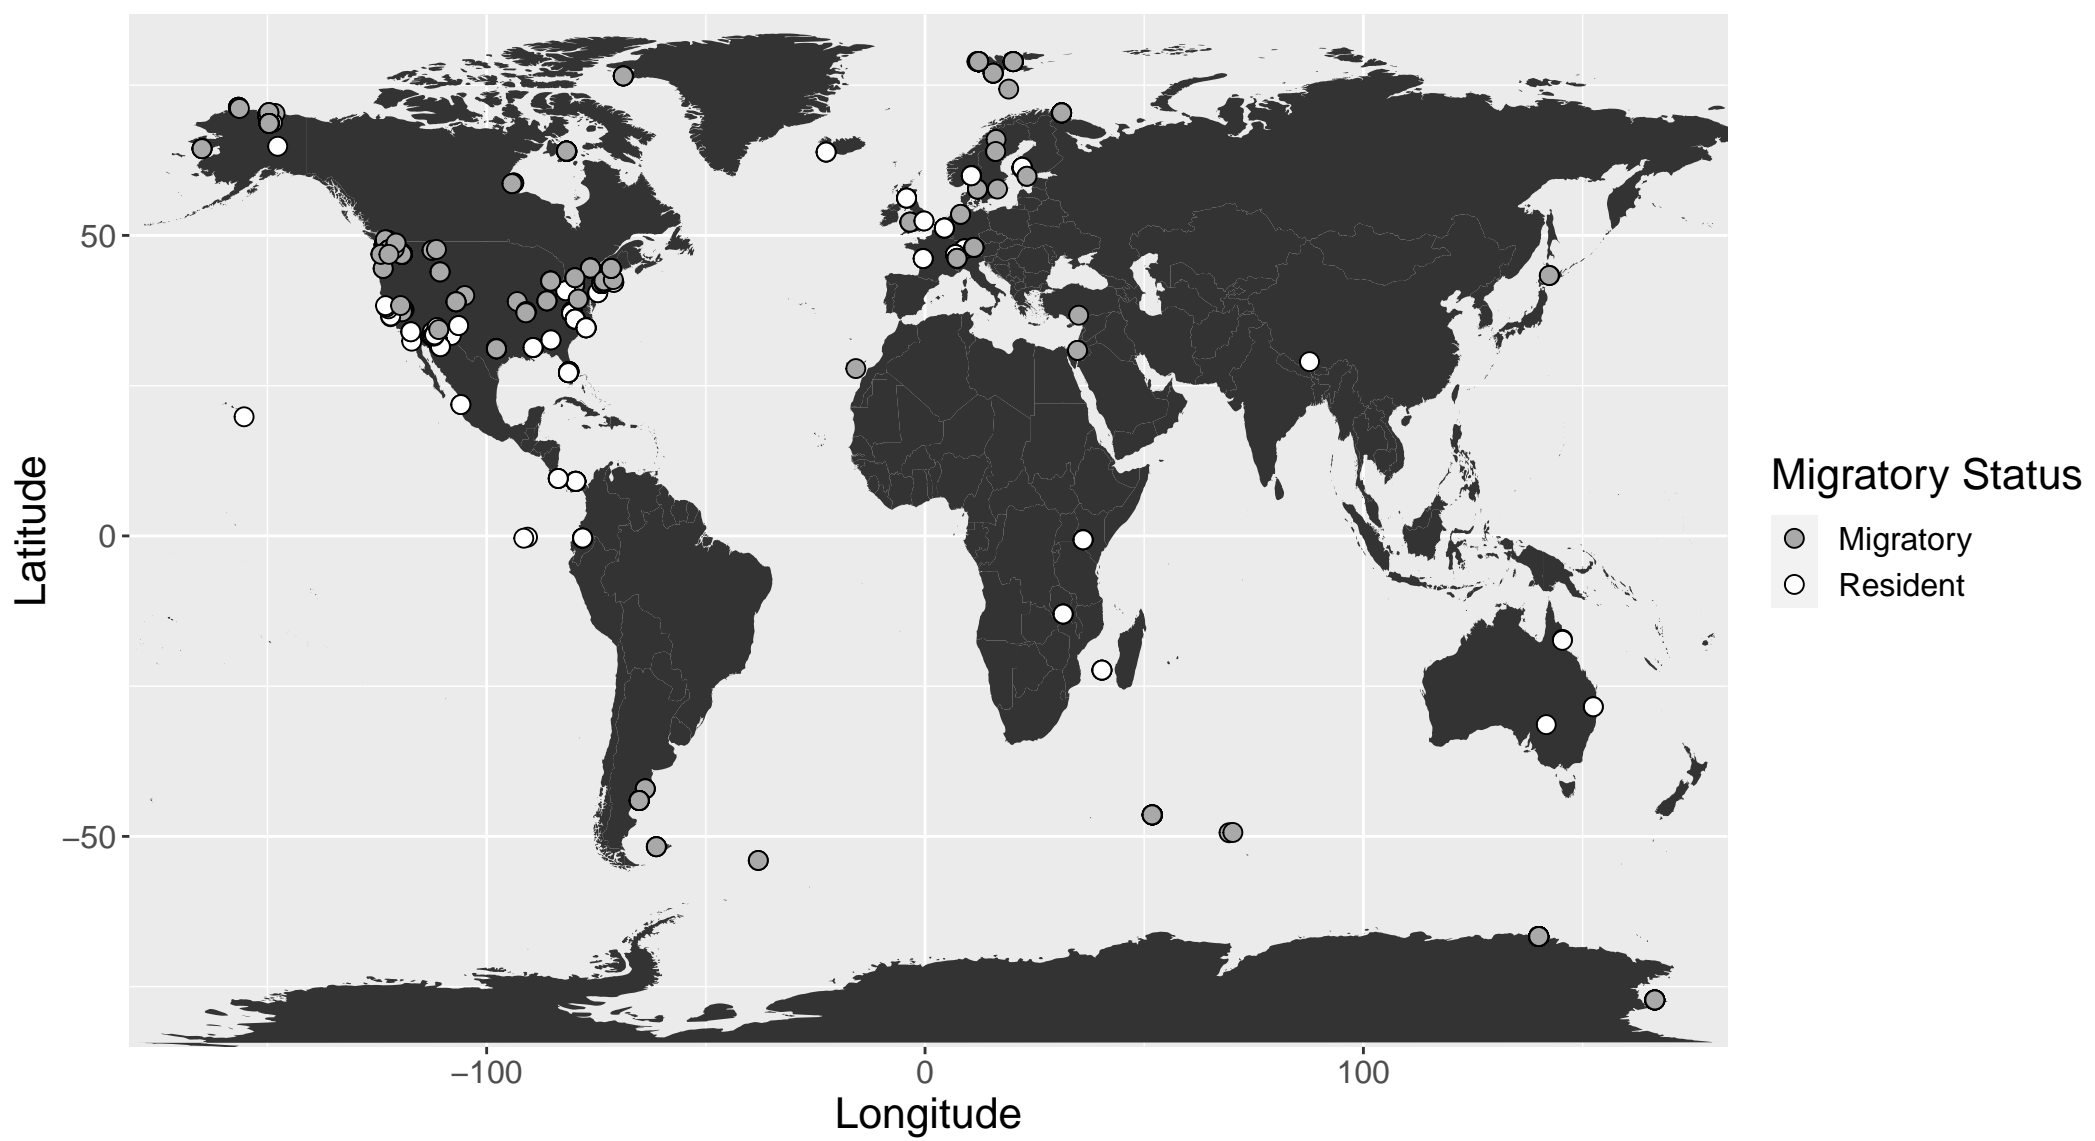 Latitude
50
0
−50
−100
0
100
Longitude
Migratory Status
Migratory
Resident